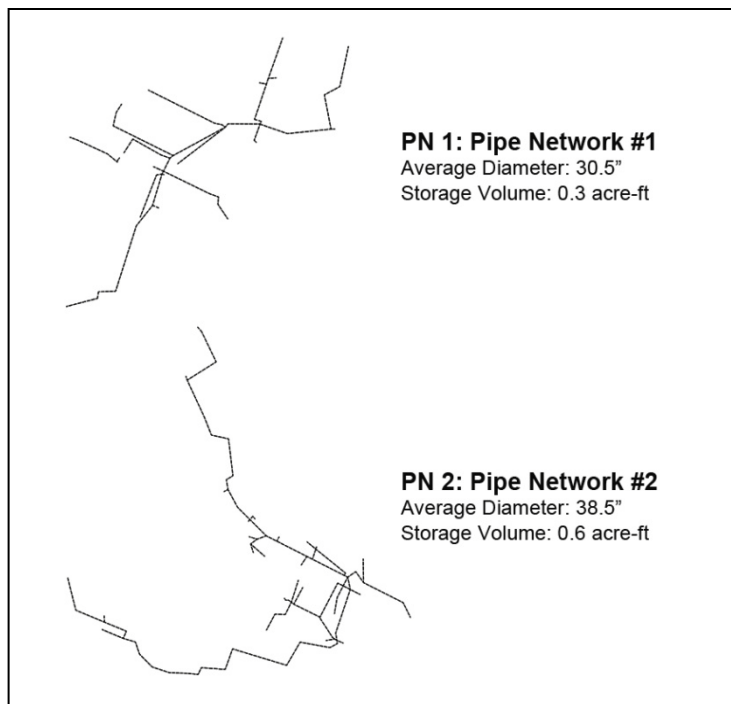 PN 1: Pipe Network #1
Average Diameter: 30.5”
Storage Volume: 0.3 acre-ft
PN 2: Pipe Network #2
Average Diameter: 38.5”
Storage Volume: 0.6 acre-ft